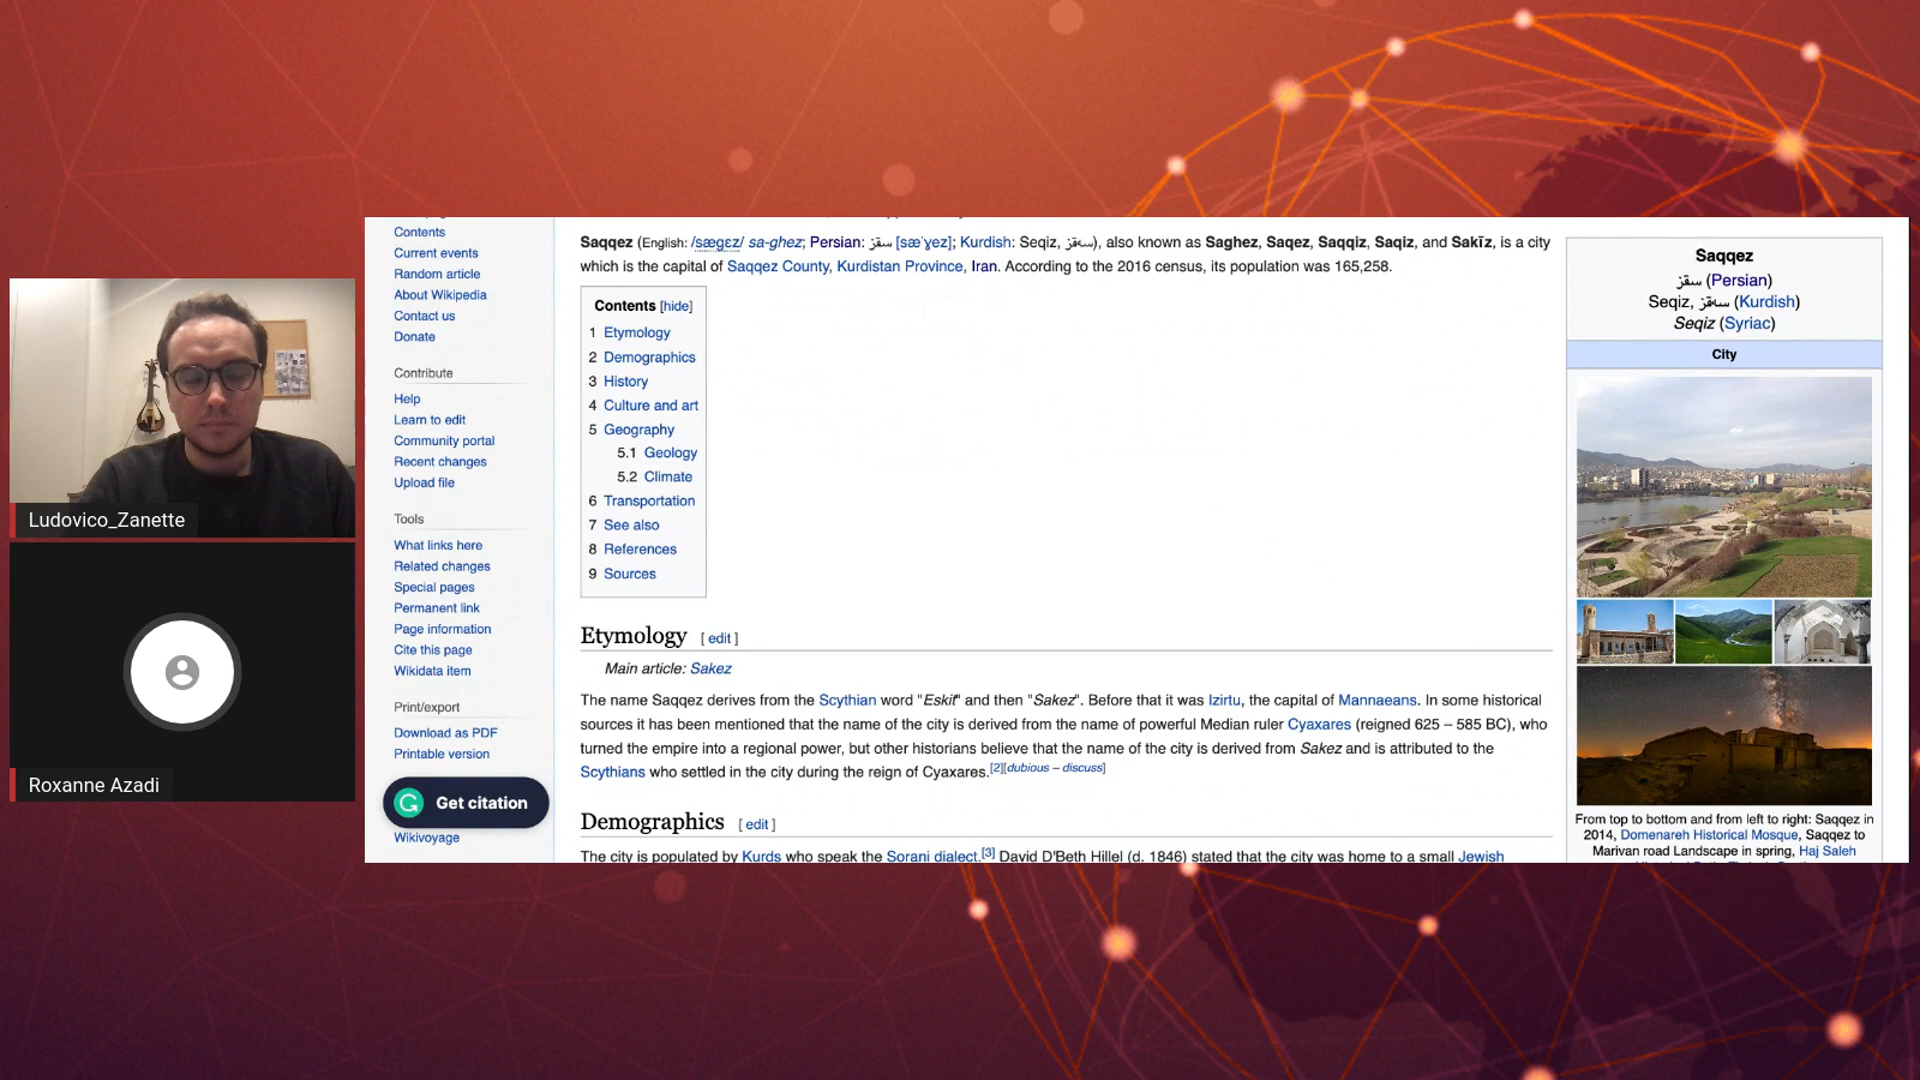 Ludovico_Zanette
Roxanne Azadi
Contents
Current events
Random article
About Wikipedia
Contact us
Donate
Contribute
Help
Learn to edit
Community portal
Recent changes
Upload file
Tools
What links here
Related changes
Special pages
Permanent link
Page information
Cite this page
Wikidata item
Print/export
Download as PDF
Printable version
Get citation
Wikivoyage
Saqqez (English: /sægɛz/ sa-ghez; Persian: سقز [sæˈɣez]; Kurdish: Seqiz, سەقز), also known as Saghez, Saqez, Saqqiz, Saqiz, and Sakīz, is a city
which is the capital of Saqqez County, Kurdistan Province, Iran. According to the 2016 census, its population was 165,258.
Contents [hide]
1 Etymology
2 Demographics
3 History
4 Culture and art
5 Geography
5.1 Geology
5.2 Climate
6 Transportation
7 See also
8 References
9 Sources
Etymology [ edit ]
Main article: Sakez
The name Saqqez derives from the Scythian word "Eskit" and then "Sakez". Before that it was Izirtu, the capital of Mannaeans. In some historical
sources it has been mentioned that the name of the city is derived from the name of powerful Median ruler Cyaxares (reigned 625 – 585 BC), who
turned the empire into a regional power, but other historians believe that the name of the city is derived from Sakez and is attributed to the
Scythians who settled in the city during the reign of Cyaxares.[2][dubious – discuss]
Demographics [ edit ]
The city is populated by Kurds who speak the Sorani dialect.[3] David D'Beth Hillel (d. 1846) stated that the city was home to a small Jewish
Saqqez
سقز (Persian)
Seqiz, سەقز (Kurdish)
Seqiz (Syriac)
City
From top to bottom and from left to right: Saqqez in
2014, Domenareh Historical Mosque, Saqqez to
Marivan road Landscape in spring, Haj Saleh